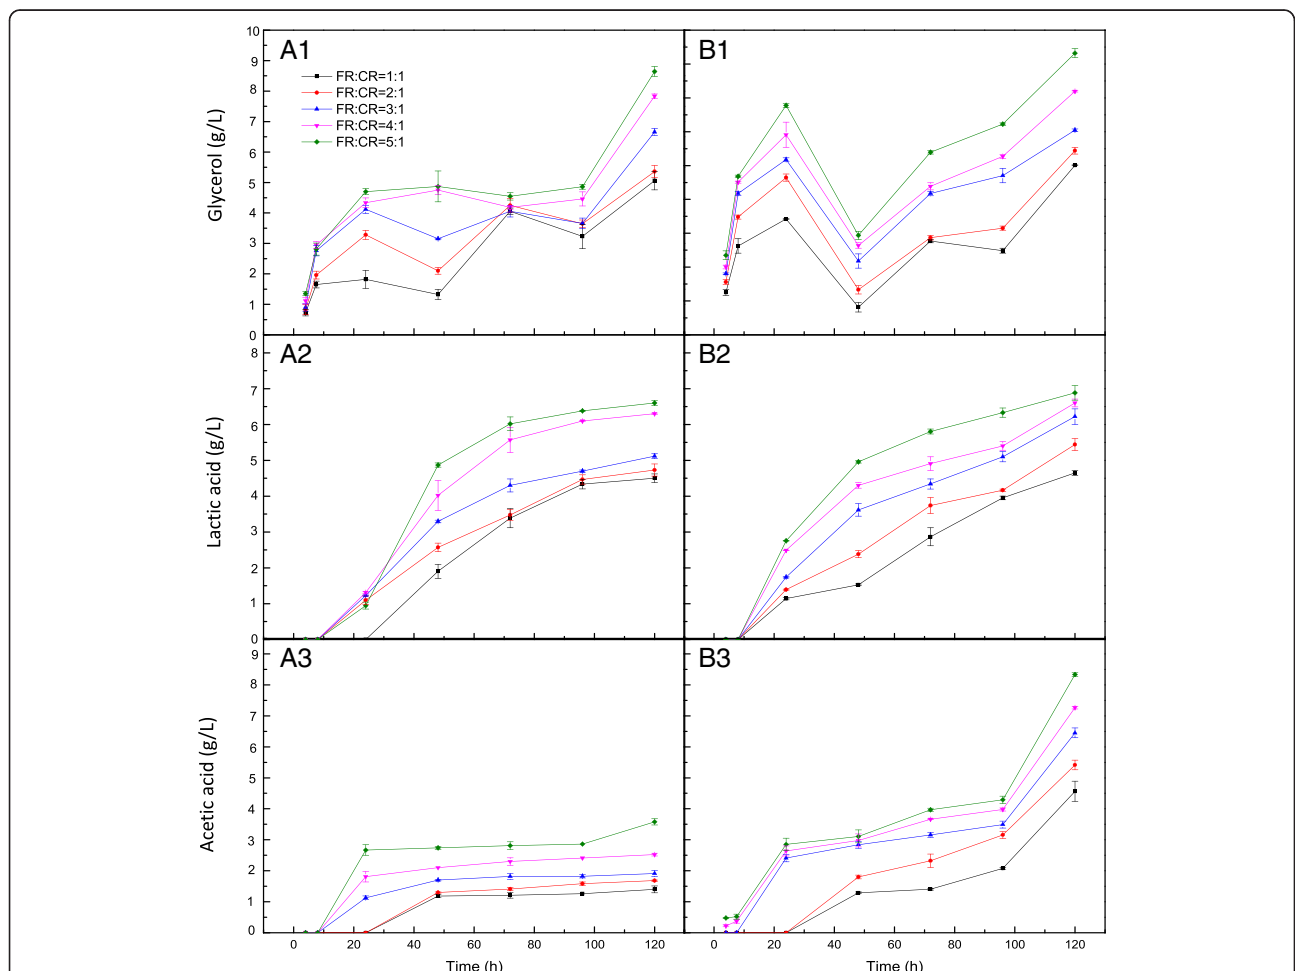 A1
B1
FR:CR=1:1
FR:CR=2:1
FR:CR=3:1
FR:CR=4:1
FR:CR=5:1
Glycerol (g/L)
10
9
8
7
6
5
4
3
2
1
0
A2
B2
Lactic acid (g/L)
8
7
6
5
4
3
2
1
0
A3
B3
Acetic acid (g/L)
9
8
7
6
5
4
3
2
1
0
0 20 40 60 80 100 120
0 20 40 60 80 100 120
Time (h)
Time (h)